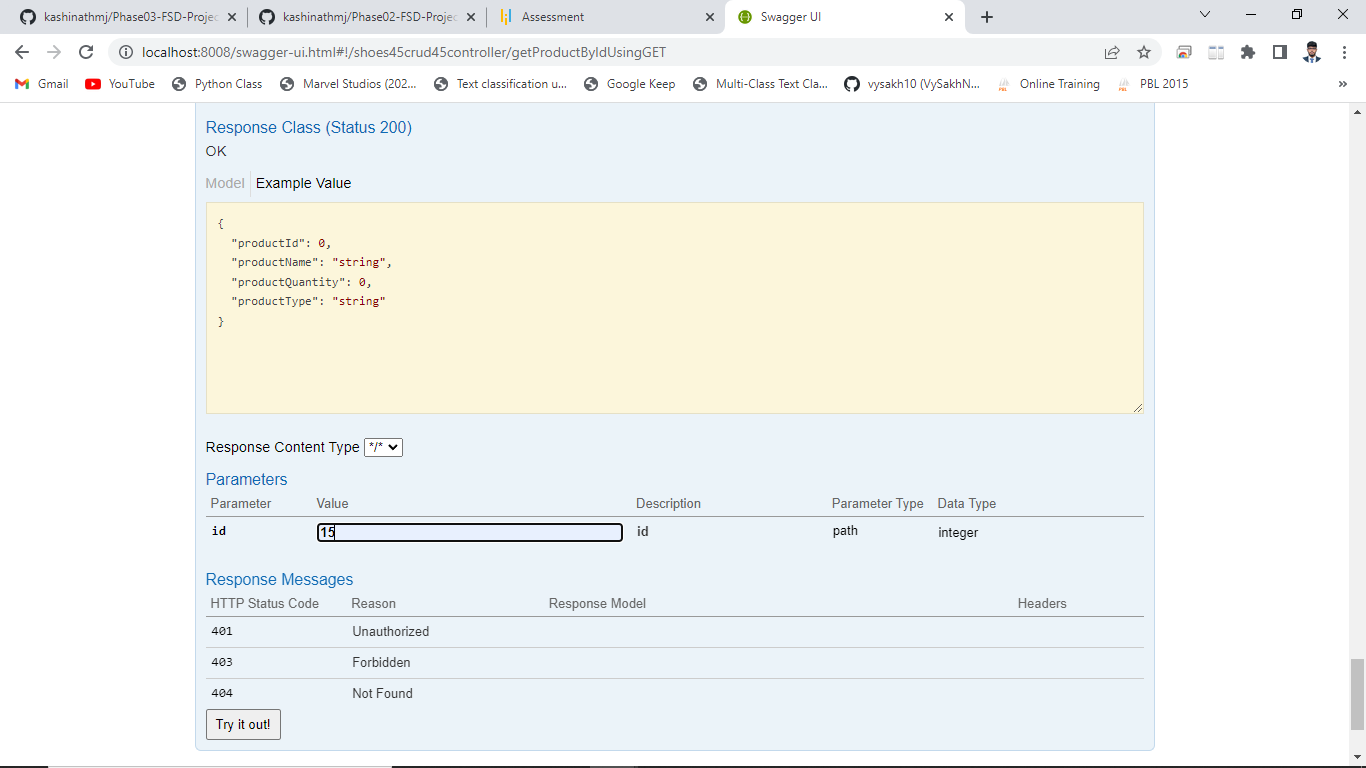 kashinathmj/Phase03-FSD-Projec
kashinathmj/Phase02-FSD-Projec
Assessment
Swagger UI
localhost:8008/swagger-ui.html#!/shoes45crud45controller/getProductByIdUsingGET
Gmail
YouTube
Python Class
Marvel Studios (202...
Text classification u...
Google Keep
Multi-Class Text Cla...
vysakh10 (VySakhN...
PBL
Online Training
PBL
PBL 2015
»
Response Class (Status 200)
OK
Model Example Value
{
"productId": 0,
"productName": "string",
"productQuantity": 0,
"productType": "string"
}
Response Content Type */*
Parameters
Parameter Value Description Parameter Type Data Type
id 15 id path integer
Response Messages
HTTP Status Code Reason Response Model Headers
401 Unauthorized
403 Forbidden
404 Not Found
Try it out!